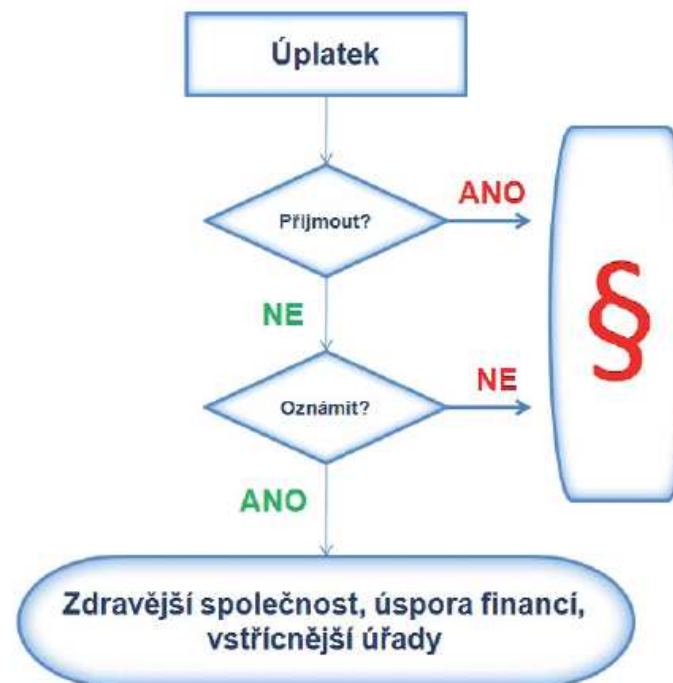 Úplatek
Přijmout?
ANO
§
NE
Oznámit?
NE
ANO
Zdravější společnost, úspora financí,
vstřícnější úřady